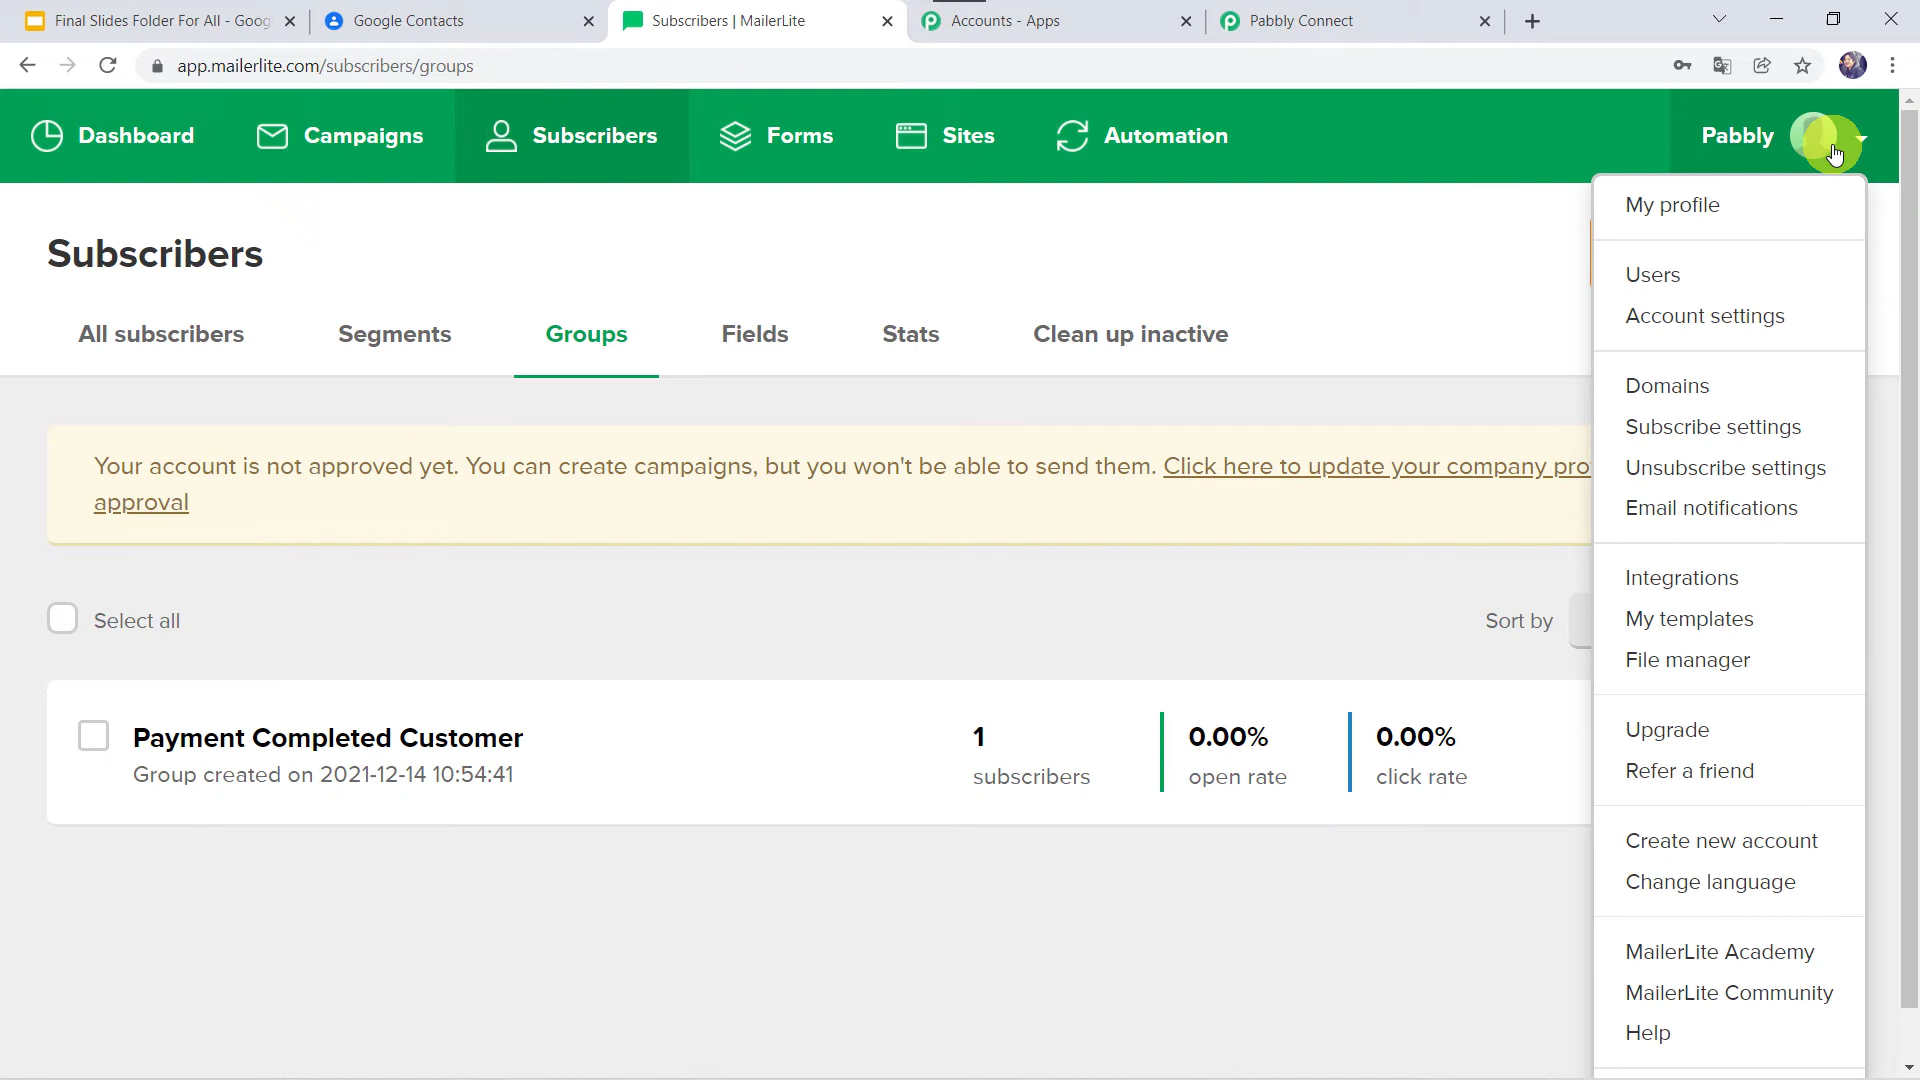 Final Slides Folder For All - Goog
Google Contacts
Subscribers | MailerLite
Accounts - Apps
Pabbly Connect
app.mailerlite.com/subscribers/groups
Dashboard
Campaigns
Subscribers
Forms
Sites
Automation
Pabbly
My profile
Users
Account settings
Domains
Subscribe settings
Unsubscribe settings
Email notifications
Integrations
My templates
File manager
Upgrade
Refer a friend
Create new account
Change language
MailerLite Academy
MailerLite Community
Help
Subscribers
All subscribers
Segments
Groups
Fields
Stats
Clean up inactive
Your account is not approved yet. You can create campaigns, but you won't be able to send them. Click here to update your company pro
approval
Select all
Sort by
Payment Completed Customer
Group created on 2021-12-14 10:54:41
1
subscribers
0.00%
open rate
0.00%
click rate